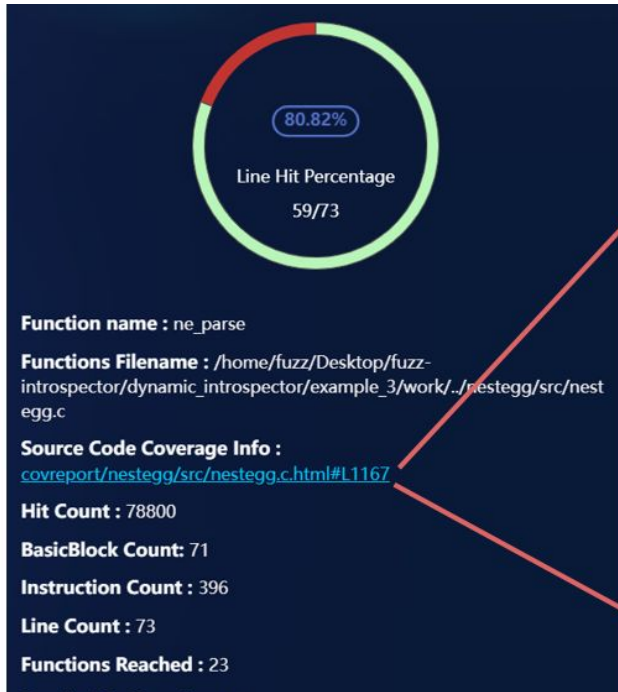 80.82%
Line Hit Percentage
59/73
Function name : ne_parse
Functions Filename : /home/fuzz/Desktop/fuzz-
introspector/dynamic_introspector/example_3/work/../nestegg/src/nest
egg.c
Source Code Coverage Info :
covreport/nestegg/src/nestegg.c.html#L1167
Hit Count : 78800
BasicBlock Count: 71
Instruction Count : 396
Line Count : 73
Functions Reached : 23